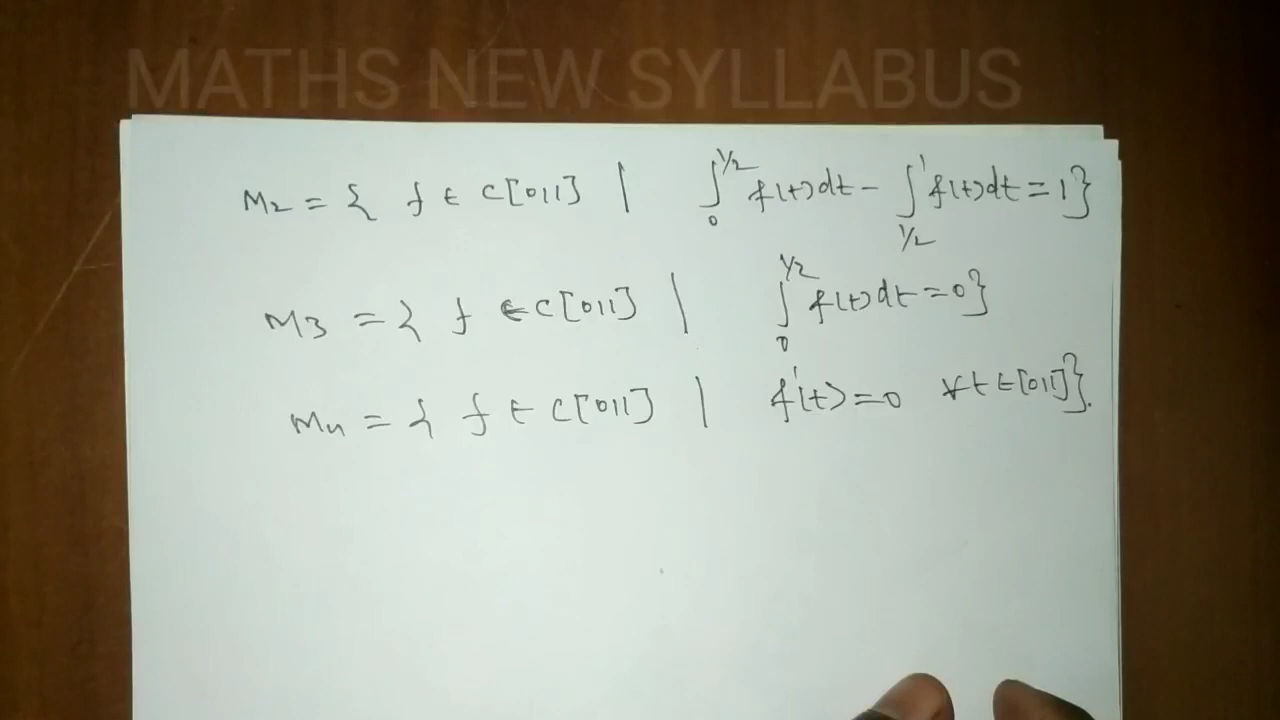 MATHS NEW SYLLABUS
M₂ = { f ∈ C[0,1] | ∫₀^½ f(t)dt − ∫_½^1 f(t)dt = 1}
M₃ = { f ∈ C[0,1] | ∫₀^½ f(t)dt = 0}
M₄ = { f ∈ C[0,1] | f'(t) = 0 ∀ t ∈ [0,1]}.